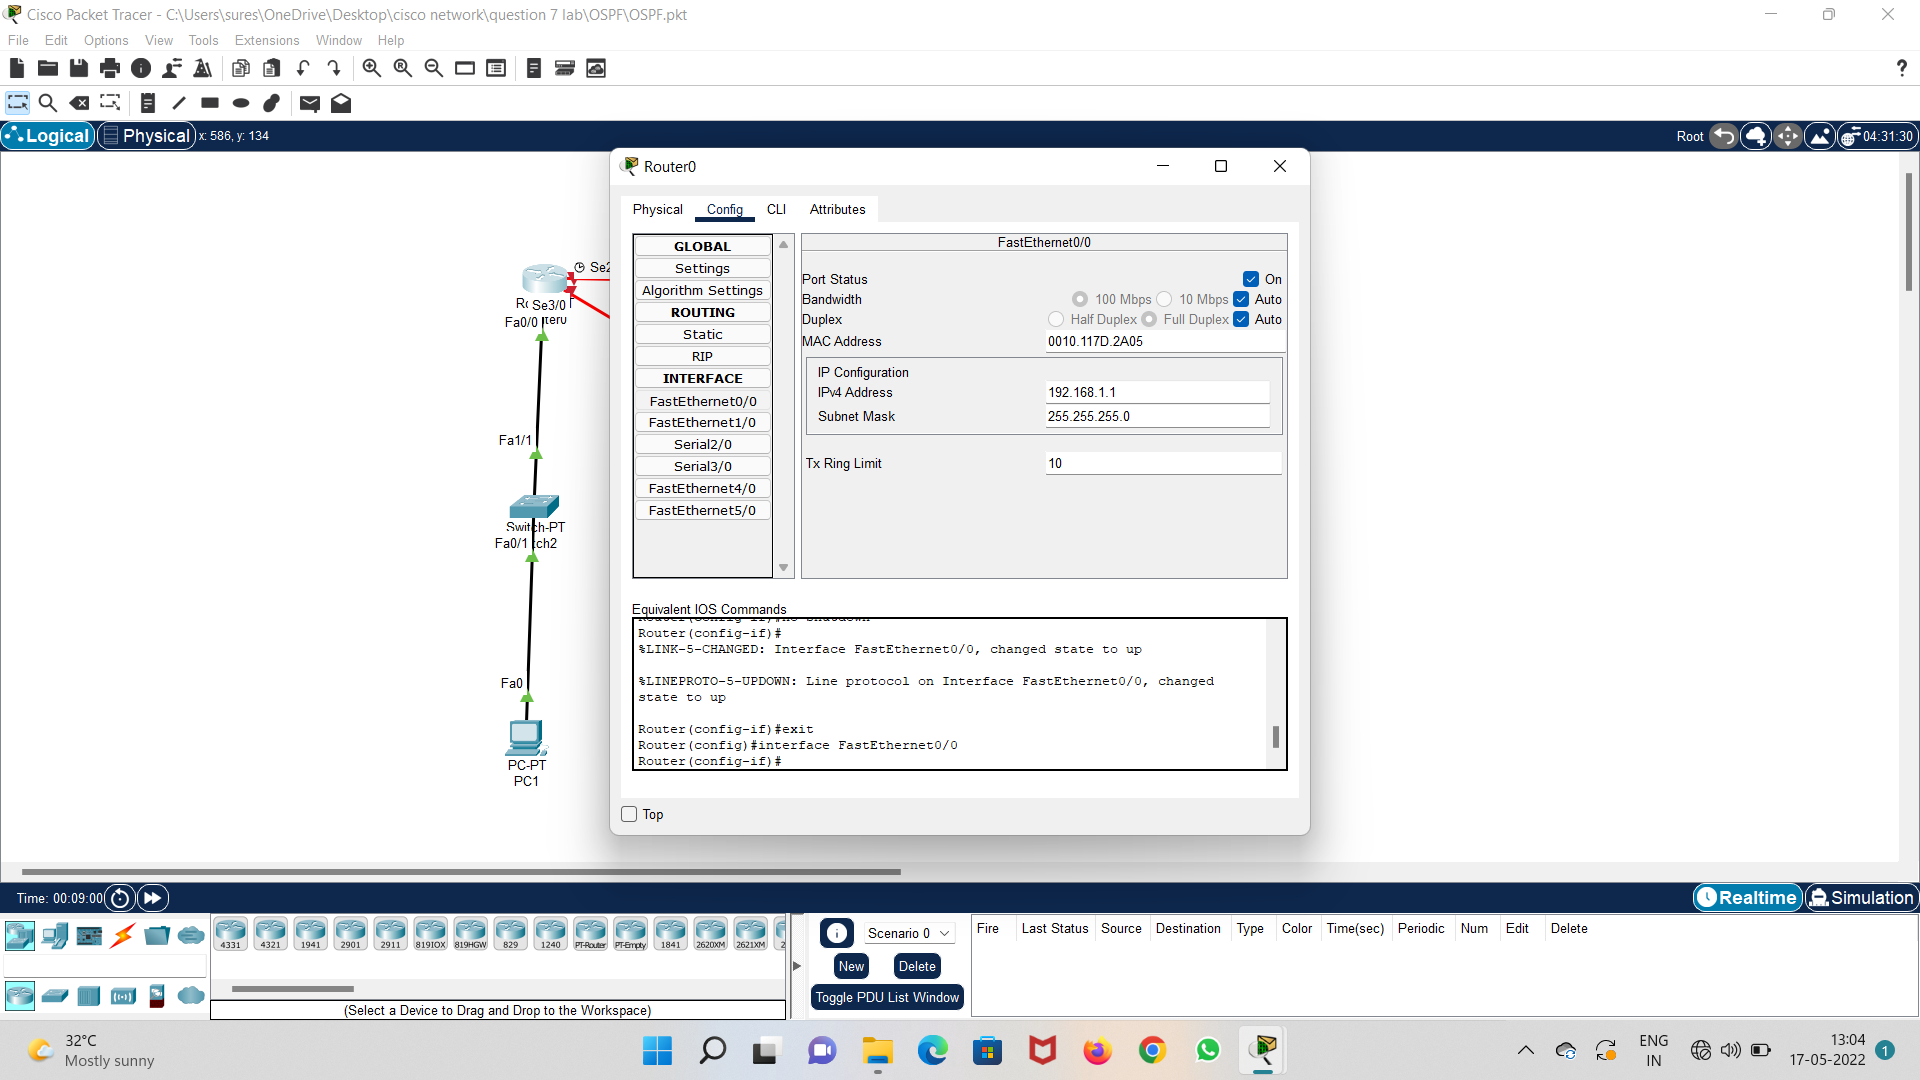 Cisco Packet Tracer - C:\Users\sures\OneDrive\Desktop\cisco network\question 7 lab\OSPF\OSPF.pkt
File Edit Options View Tools Extensions Window Help
?
Logical Physical x: 586, y: 134 Root 04:31:30
Router0
Physical Config CLI Attributes
GLOBAL
Settings
Algorithm Settings
ROUTING
Static
RIP
INTERFACE
FastEthernet0/0
FastEthernet1/0
Serial2/0
Serial3/0
FastEthernet4/0
FastEthernet5/0
FastEthernet0/0
Port Status On
Bandwidth 100 Mbps 10 Mbps Auto
Duplex Half Duplex Full Duplex Auto
MAC Address 0010.117D.2A05
IP Configuration
IPv4 Address 192.168.1.1
Subnet Mask 255.255.255.0
Tx Ring Limit 10
Equivalent IOS Commands
Router(config-if)#no shutdown
Router(config-if)#
%LINK-5-CHANGED: Interface FastEthernet0/0, changed state to up
%LINEPROTO-5-UPDOWN: Line protocol on Interface FastEthernet0/0, changed
state to up
Router(config-if)#exit
Router(config)#interface FastEthernet0/0
Router(config-if)#
Top
Se2
Se3/0
Fa0/0
Fa1/1
Switch-PT
Fa0/1 tch2
Fa0
PC-PT
PC1
Time: 00:09:00 Realtime Simulation
4331 4321 1941 2901 2911 819IOX 819HGW 829 1240 PT-Router PT-Empty 1841 2620XM 2621XM 2
(Select a Device to Drag and Drop to the Workspace)
Scenario 0
New Delete
Toggle PDU List Window
Fire Last Status Source Destination Type Color Time(sec) Periodic Num Edit Delete
32°C
Mostly sunny
ENG
IN
13:04
17-05-2022
1